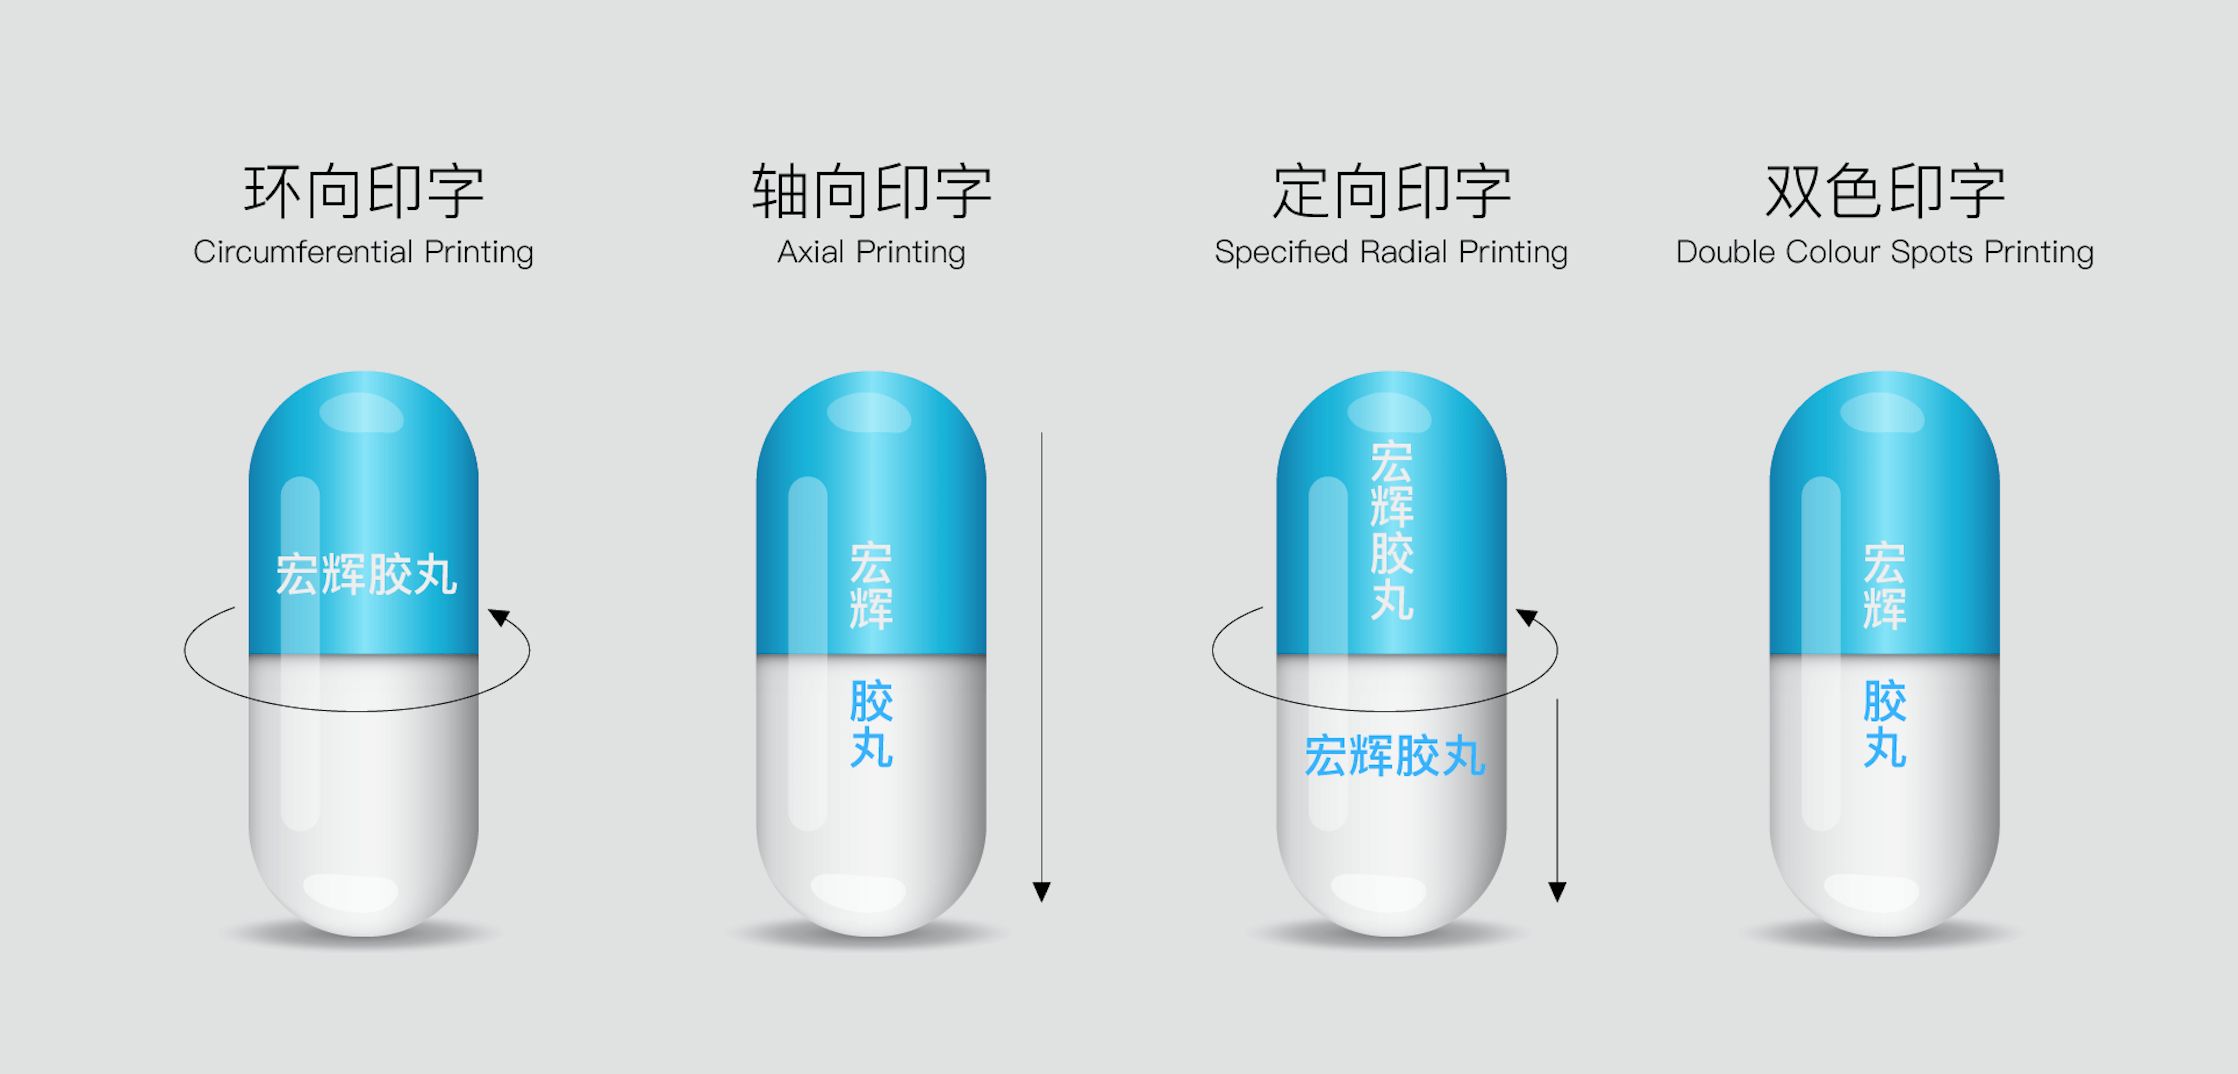 环向印字
Circumferential Printing
宏辉胶丸
轴向印字
Axial Printing
宏辉
胶丸
定向印字
Specified Radial Printing
宏辉胶丸
宏辉胶丸
双色印字
Double Colour Spots Printing
宏辉
胶丸